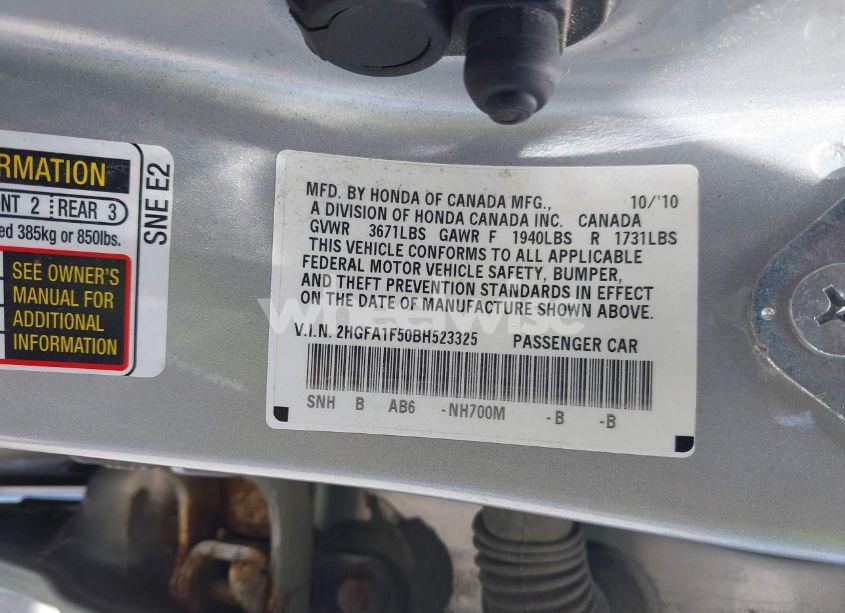 RMATION
NT 2 REAR 3
ed 385kg or 850lbs.
SEE OWNER'S
MANUAL FOR
ADDITIONAL
INFORMATION
SNE E2
MFD. BY HONDA OF CANADA MFG., 10/'10
A DIVISION OF HONDA CANADA INC. CANADA
GVWR 3671LBS GAWR F 1940LBS R 1731LBS
THIS VEHICLE CONFORMS TO ALL APPLICABLE
FEDERAL MOTOR VEHICLE SAFETY, BUMPER,
AND THEFT PREVENTION STANDARDS IN EFFECT
ON THE DATE OF MANUFACTURE SHOWN ABOVE.
wheelwise
V.I.N. 2HGFA1F50BH523325 PASSENGER CAR
SNH B AB6 -NH700M -B -B